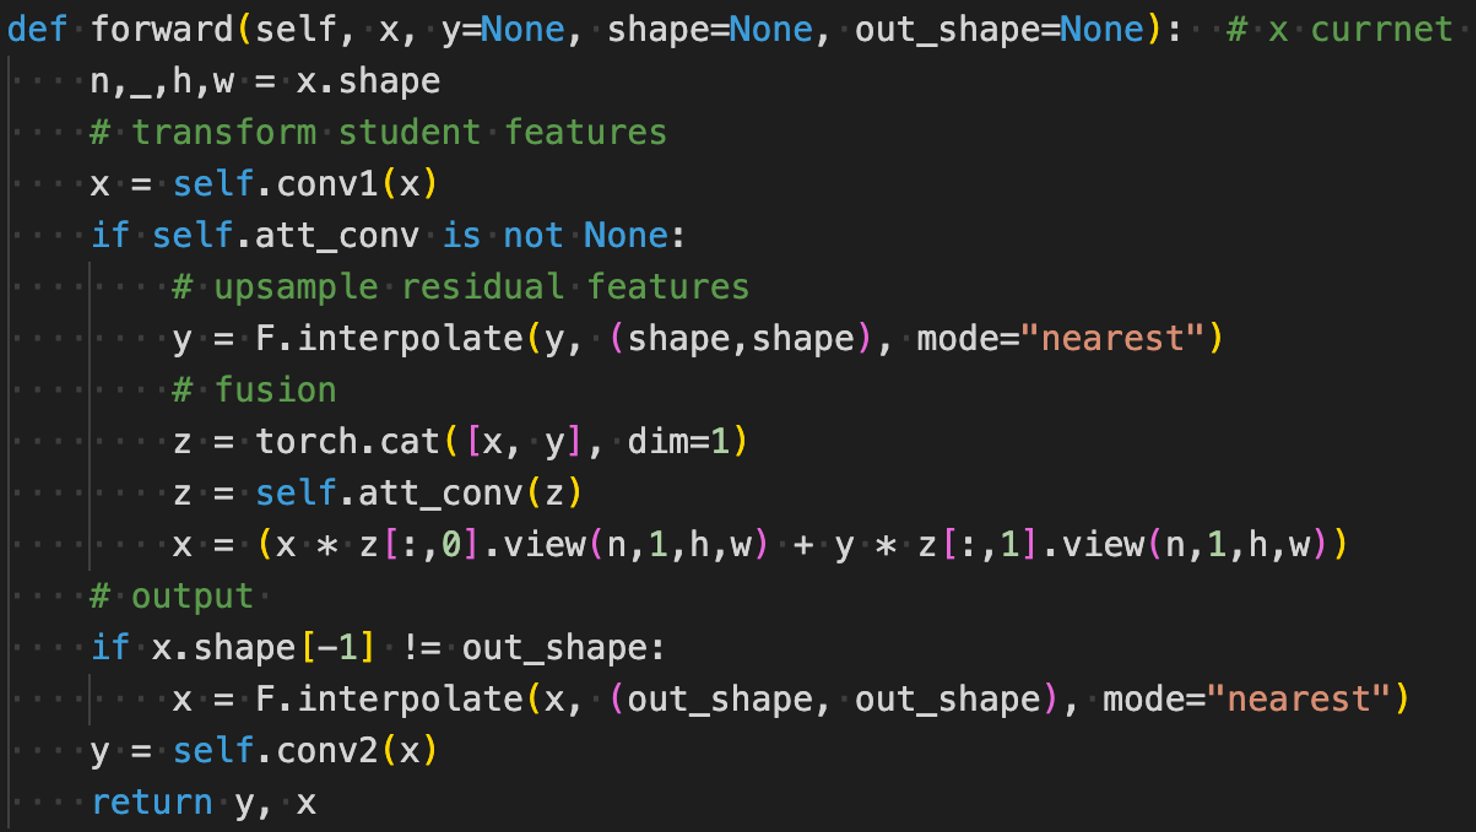 def forward(self, x, y=None, shape=None, out_shape=None):  # x currnet
    n,_,h,w = x.shape
    # transform student features
    x = self.conv1(x)
    if self.att_conv is not None:
        # upsample residual features
        y = F.interpolate(y, (shape,shape), mode="nearest")
        # fusion
        z = torch.cat([x, y], dim=1)
        z = self.att_conv(z)
        x = (x * z[:,0].view(n,1,h,w) + y * z[:,1].view(n,1,h,w))
    # output
    if x.shape[-1] != out_shape:
        x = F.interpolate(x, (out_shape, out_shape), mode="nearest")
    y = self.conv2(x)
    return y, x